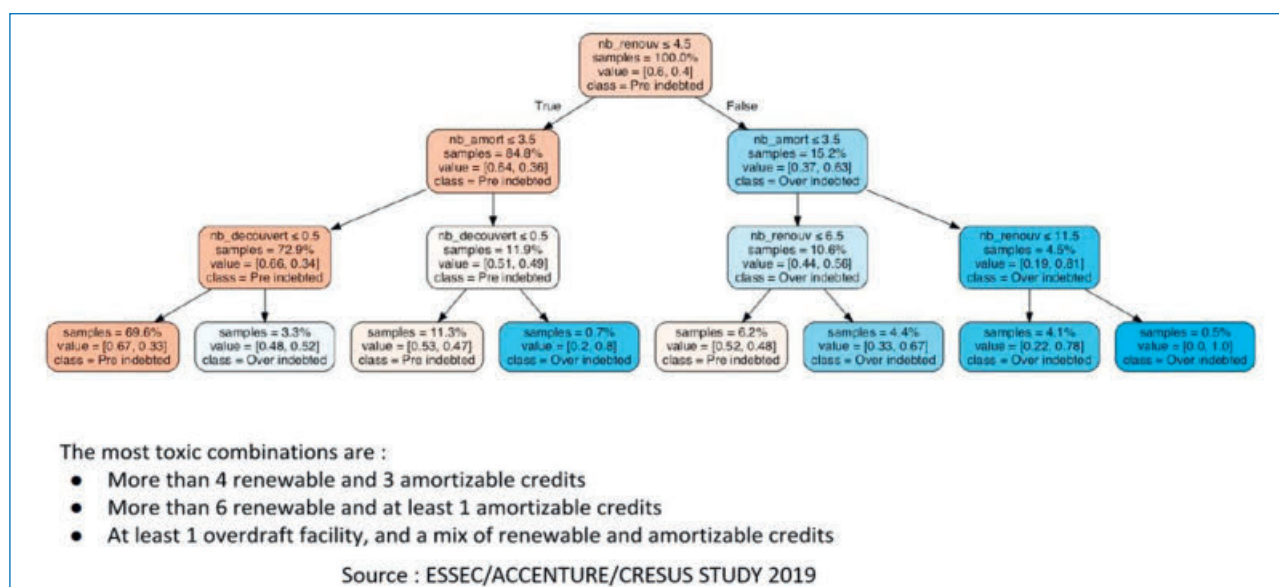 nb_renouv ≤ 4.5
samples = 100.0%
value = [0.6, 0.4]
class = Pre indebted
True
False
nb_amort ≤ 3.5
samples = 84.8%
value = [0.64, 0.36]
class = Pre indebted
nb_amort ≤ 3.5
samples = 15.2%
value = [0.37, 0.63]
class = Over indebted
nb_decouvert ≤ 0.5
samples = 72.9%
value = [0.66, 0.34]
class = Pre indebted
nb_decouvert ≤ 0.5
samples = 11.9%
value = [0.51, 0.49]
class = Pre indebted
nb_renouv ≤ 6.5
samples = 10.6%
value = [0.44, 0.56]
class = Over indebted
nb_renouv ≤ 11.5
samples = 4.5%
value = [0.19, 0.81]
class = Over indebted
samples = 69.6%
value = [0.67, 0.33]
class = Pre indebted
samples = 3.3%
value = [0.48, 0.52]
class = Over indebted
samples = 11.3%
value = [0.53, 0.47]
class = Pre indebted
samples = 0.7%
value = [0.2, 0.8]
class = Over indebted
samples = 6.2%
value = [0.52, 0.48]
class = Pre indebted
samples = 4.4%
value = [0.33, 0.67]
class = Over indebted
samples = 4.1%
value = [0.22, 0.78]
class = Over indebted
samples = 0.5%
value = [0.0, 1.0]
class = Over indebted
The most toxic combinations are :
● More than 4 renewable and 3 amortizable credits
● More than 6 renewable and at least 1 amortizable credits
● At least 1 overdraft facility, and a mix of renewable and amortizable credits
Source : ESSEC/ACCENTURE/CRESUS STUDY 2019